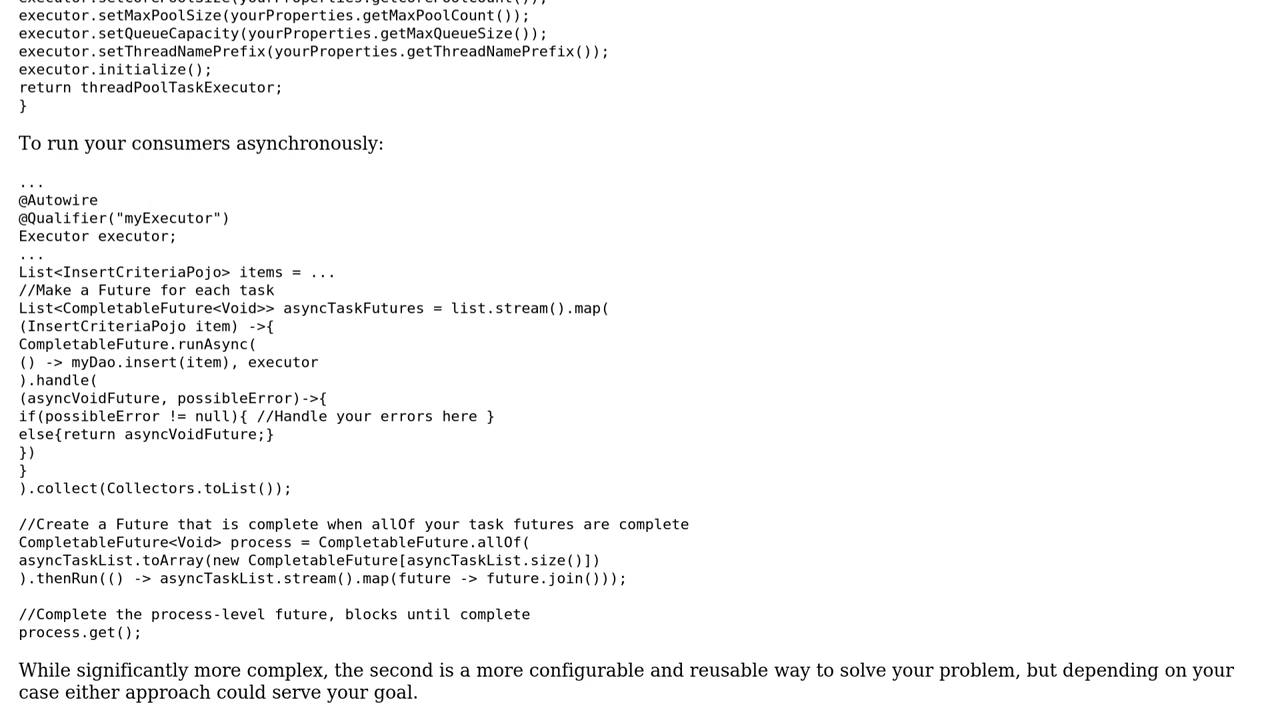 executor.setMaxPoolSize(yourProperties.getMaxPoolCount());
executor.setQueueCapacity(yourProperties.getMaxQueueSize());
executor.setThreadNamePrefix(yourProperties.getThreadNamePrefix());
executor.initialize();
return threadPoolTaskExecutor;
}
To run your consumers asynchronously:
...
@Autowire
@Qualifier("myExecutor")
Executor executor;
...
List<InsertCriteriaPojo> items = ...
//Make a Future for each task
List<CompletableFuture<Void>> asyncTaskFutures = list.stream().map(
(InsertCriteriaPojo item) ->{
CompletableFuture.runAsync(
() -> myDao.insert(item), executor
).handle(
(asyncVoidFuture, possibleError)->{
if(possibleError != null){ //Handle your errors here }
else{return asyncVoidFuture;}
})
}
).collect(Collectors.toList());
//Create a Future that is complete when allOf your task futures are complete
CompletableFuture<Void> process = CompletableFuture.allOf(
asyncTaskList.toArray(new CompletableFuture[asyncTaskList.size()])
).thenRun(() -> asyncTaskList.stream().map(future -> future.join()));
//Complete the process-level future, blocks until complete
process.get();
While significantly more complex, the second is a more configurable and reusable way to solve your problem, but depending on your
case either approach could serve your goal.